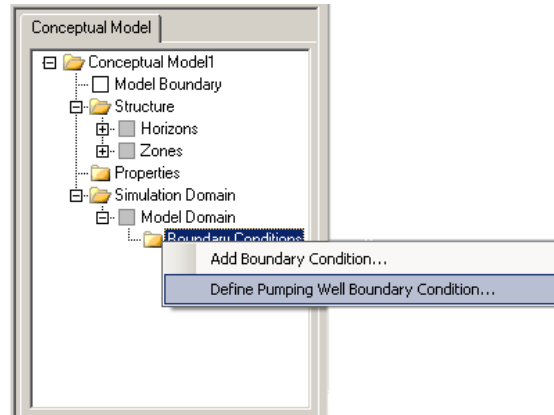 Conceptual Model
Conceptual Model1
Model Boundary
Structure
Horizons
Zones
Properties
Simulation Domain
Model Domain
Boundary Conditions
Add Boundary Condition...
Define Pumping Well Boundary Condition...